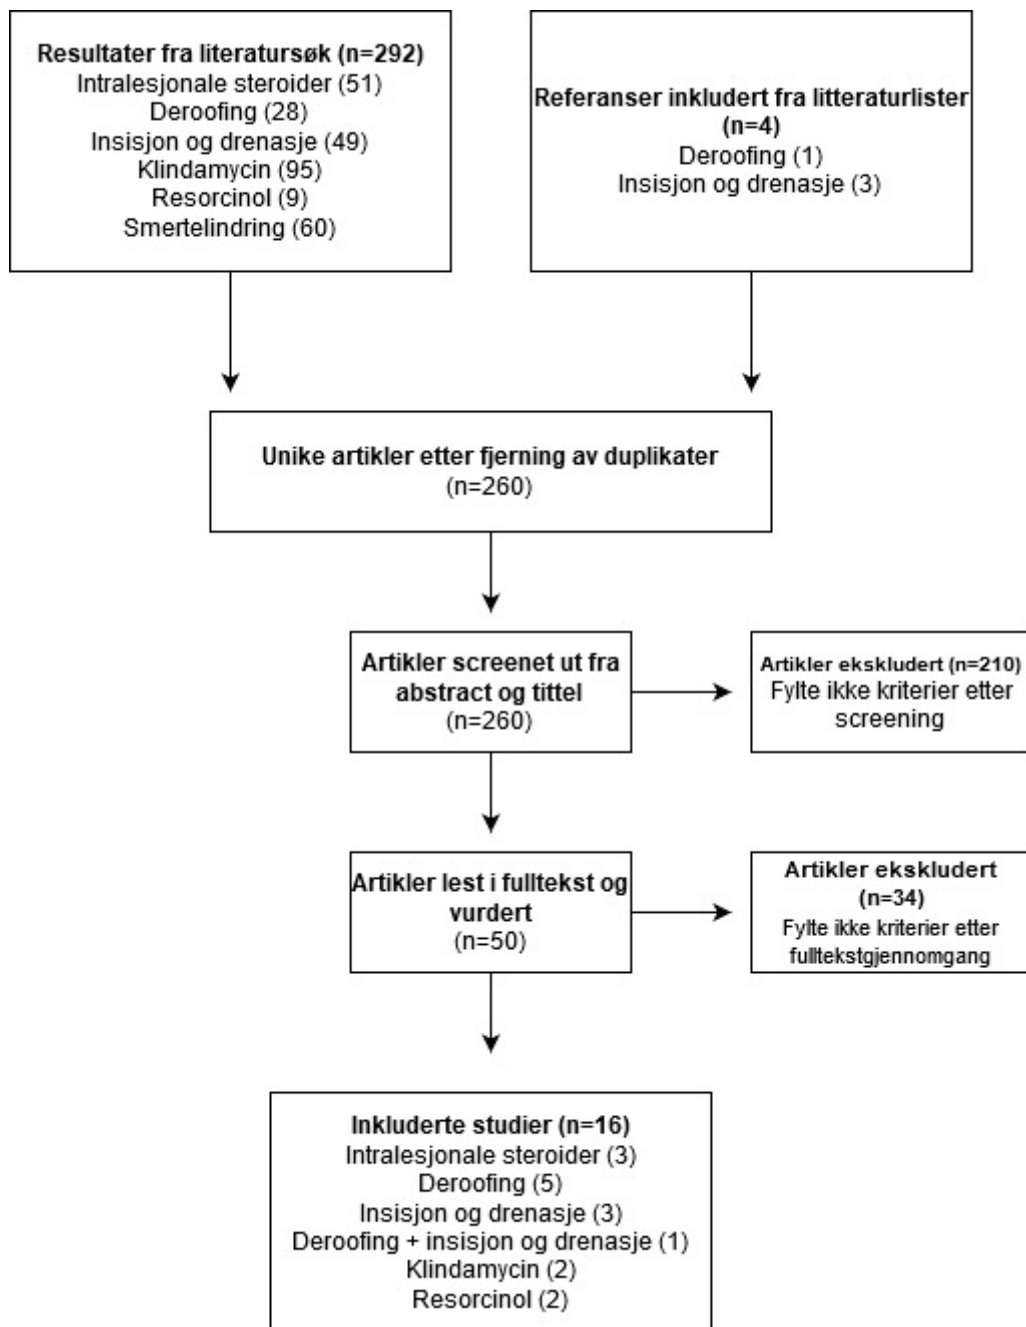 Resultater fra literatursøk (n=292)
Intralesjonale steroider (51)
Deroofing (28)
Insisjon og drenasje (49)
Klindamycin (95)
Resorcinol (9)
Smertelindring (60)
Referanser inkludert fra litteraturlister
(n=4)
Deroofing (1)
Insisjon og drenasje (3)
Unike artikler etter fjerning av duplikater
(n=260)
Artikler screenet ut fra
abstract og tittel
(n=260)
Artikler ekskludert (n=210)
Fylte ikke kriterier etter
screening
Artikler lest i fulltekst og
vurdert
(n=50)
Artikler ekskludert
(n=34)
Fylte ikke kriterier etter
fulltekstgjennomgang
Inkluderte studier (n=16)
Intralesjonale steroider (3)
Deroofing (5)
Insisjon og drenasje (3)
Deroofing + insisjon og drenasje (1)
Klindamycin (2)
Resorcinol (2)